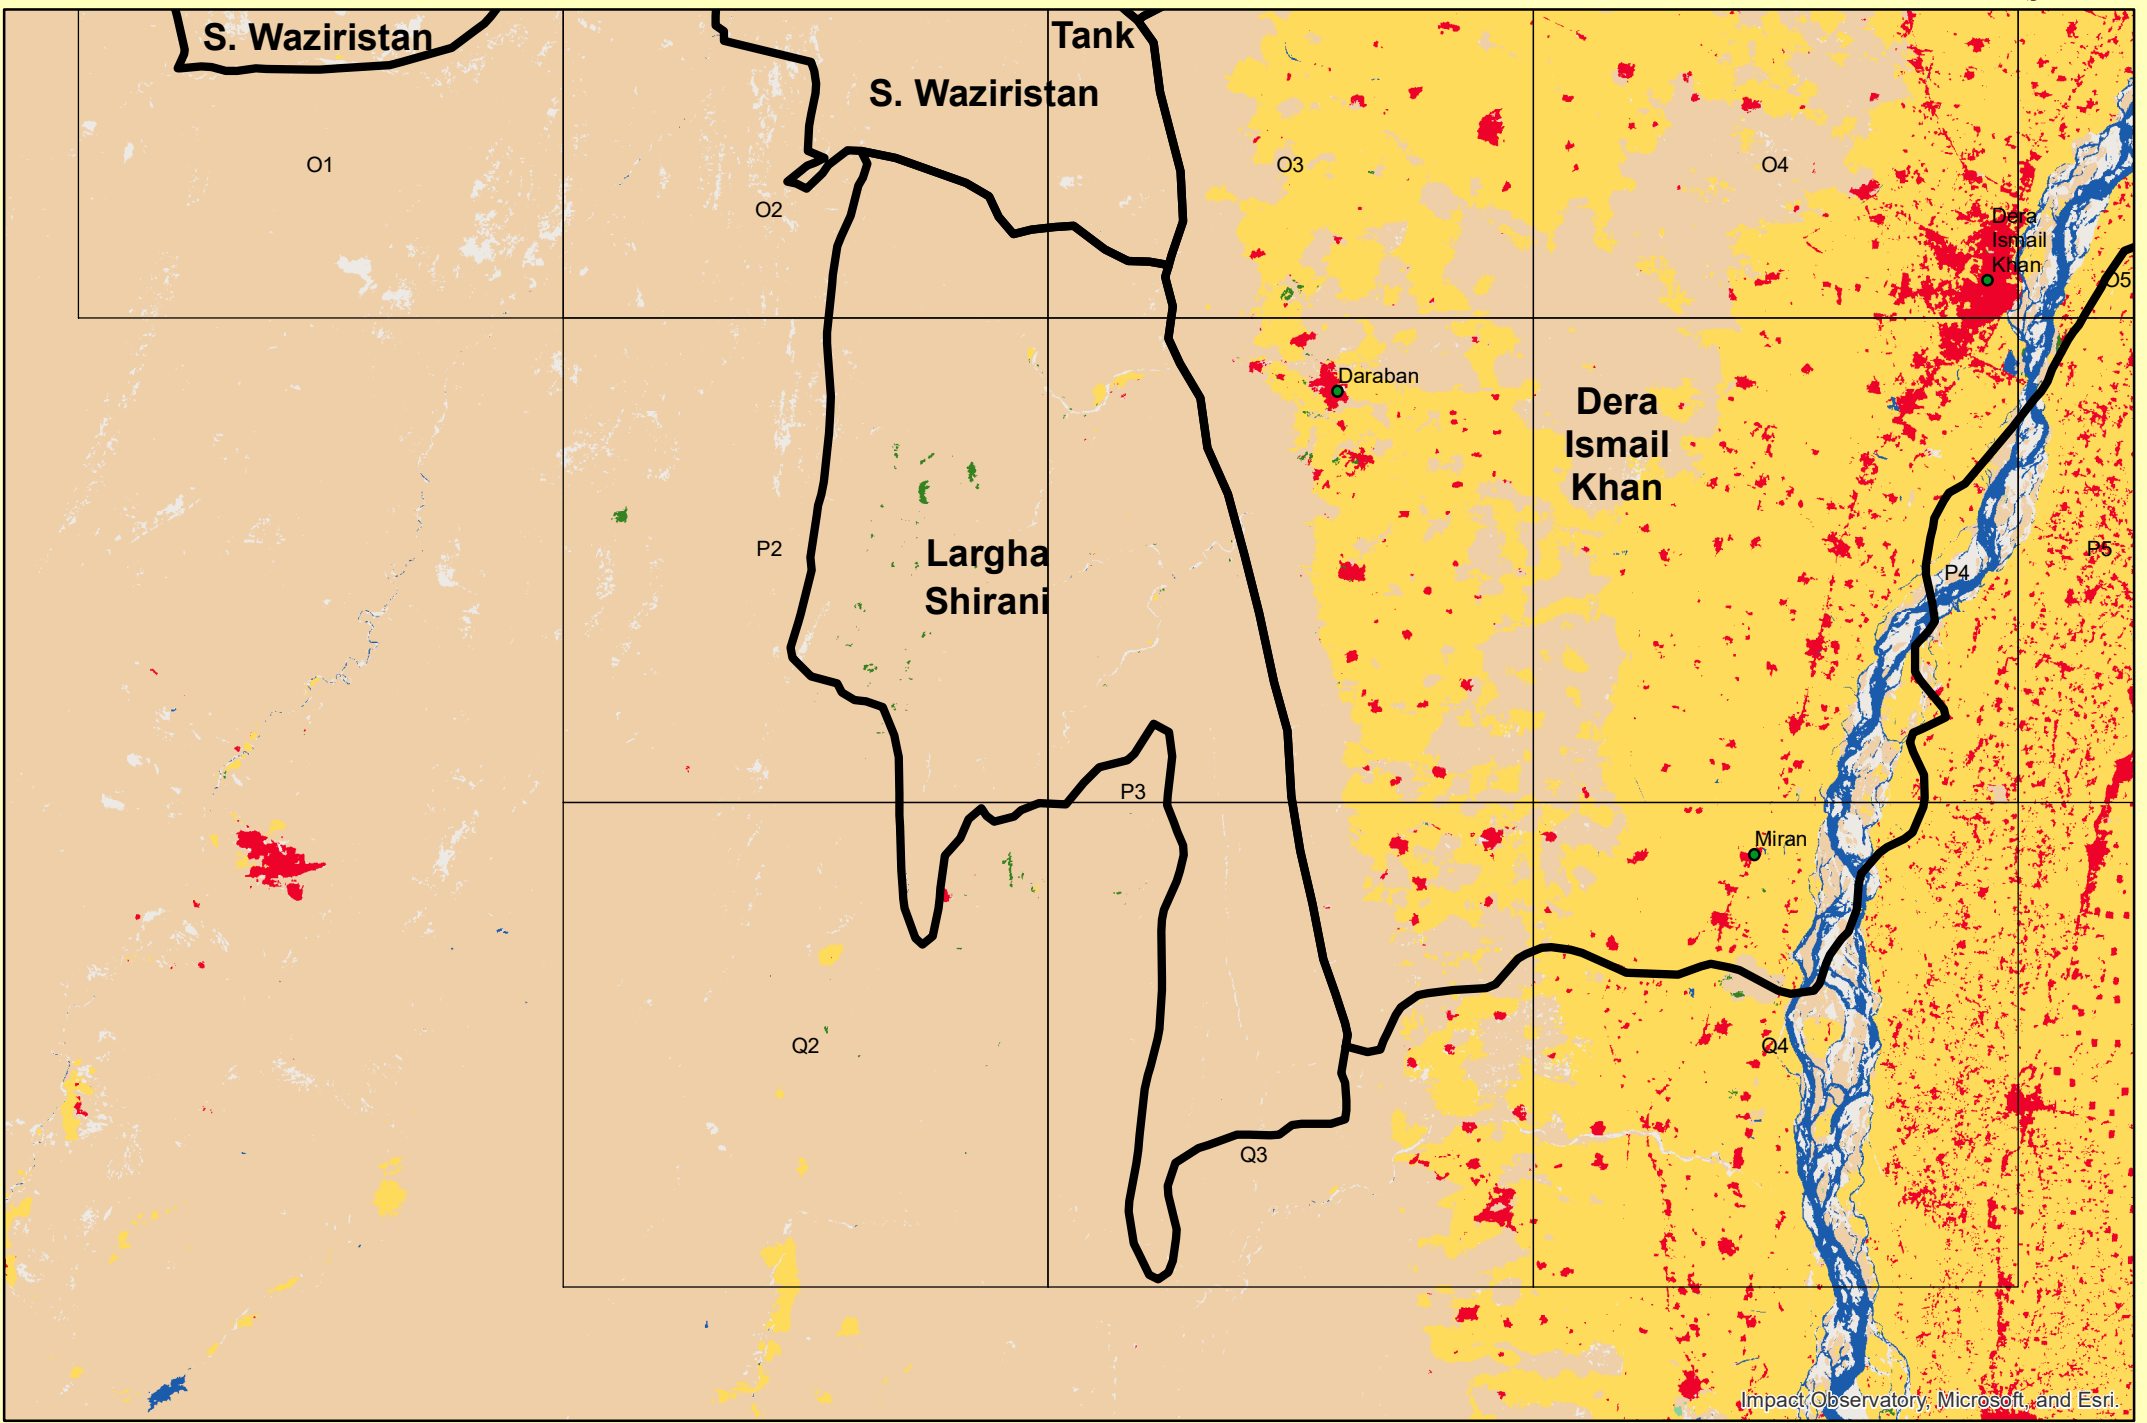 S. Waziristan
Tank
S. Waziristan
O1
O2
O3
O4
Dera
Ismail
Khan
O5
Daraban
Dera
Ismail
Khan
P2
Largha
Shirani
P5
P4
P3
Miran
Q2
Q4
Q3
Impact Observatory, Microsoft, and Esri.